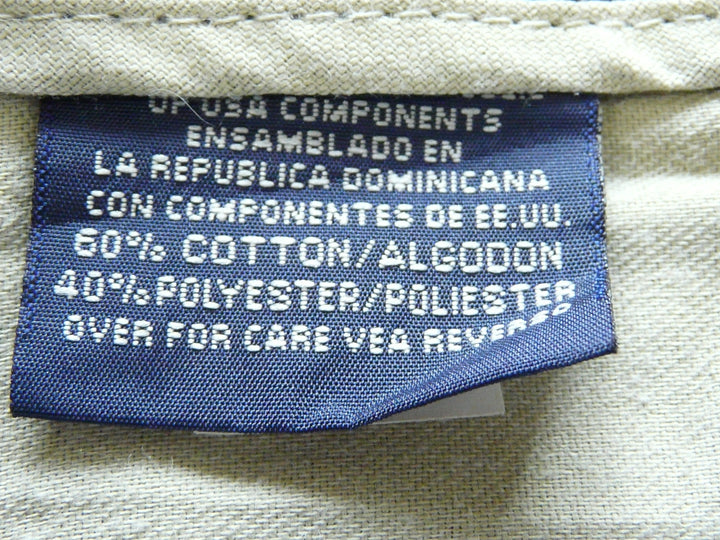 OF USA COMPONENTS
ENSAMBLADO EN
LA REPUBLICA DOMINICANA
CON COMPONENTES DE EE.UU.
60% COTTON/ALGODON
40% POLYESTER/POLIESTER
OVER FOR CARE VEA REVERSO